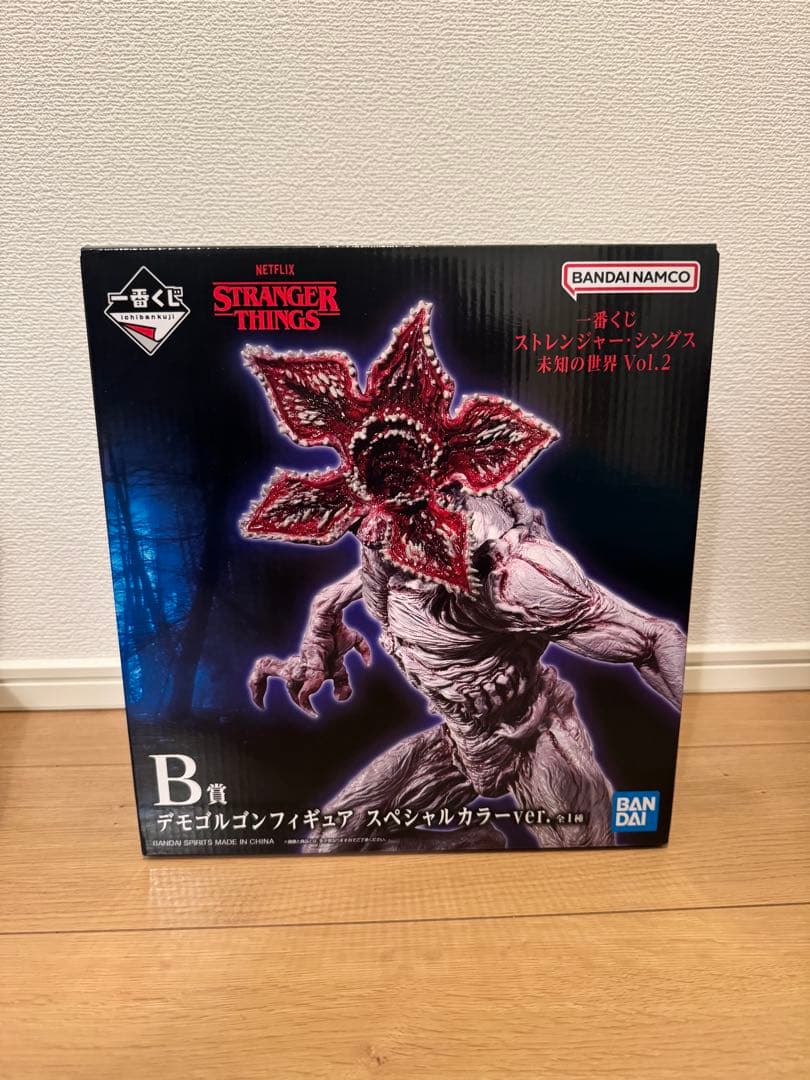 一番くじ
ichibankuji
NETFLIX
STRANGER
THINGS
BANDAI NAMCO
一番くじ
ストレンジャー・シングス
未知の世界 Vol.2
B賞
デモゴルゴンフィギュア スペシャルカラーver. 全1種
BANDAI SPIRITS MADE IN CHINA
BAN
DAI